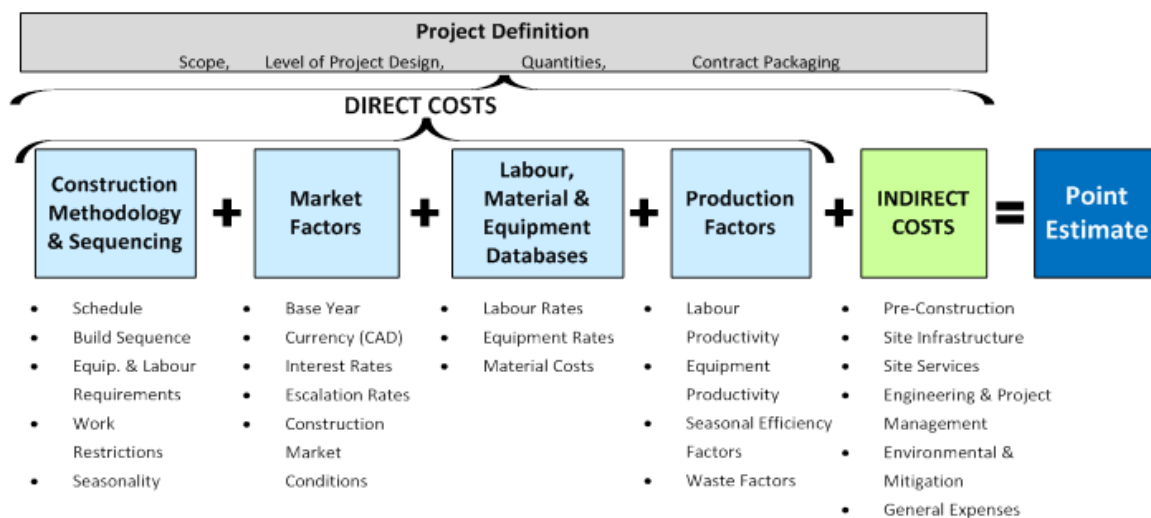 Project Definition
Scope, Level of Project Design, Quantities, Contract Packaging
DIRECT COSTS
Construction
Methodology
& Sequencing
+
Market
Factors
+
Labour,
Material &
Equipment
Databases
+
Production
Factors
+
INDIRECT
COSTS
=
Point
Estimate
• Schedule
• Build Sequence
• Equip. & Labour
Requirements
• Work
Restrictions
• Seasonality
• Base Year
• Currency (CAD)
• Interest Rates
• Escalation Rates
• Construction
Market
Conditions
• Labour Rates
• Equipment Rates
• Material Costs
• Labour
Productivity
• Equipment
Productivity
• Seasonal Efficiency
Factors
• Waste Factors
• Pre-Construction
• Site Infrastructure
• Site Services
• Engineering & Project
Management
• Environmental &
Mitigation
• General Expenses